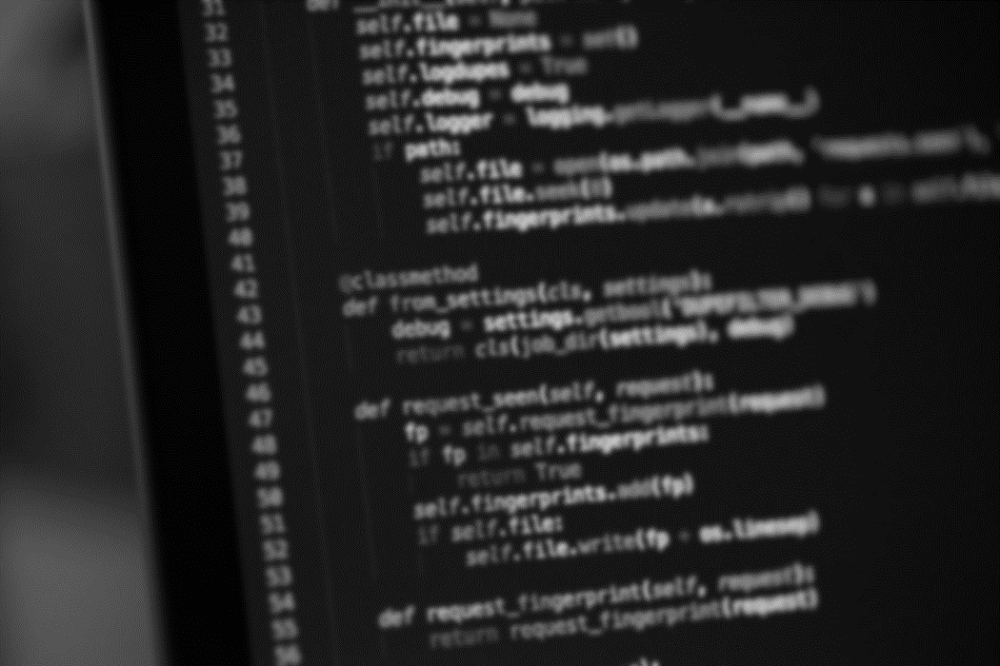 31 def __init__(self,
32 self.file = None
33 self.fingerprints = set()
34 self.logdupes = True
35 self.debug = debug
36 self.logger = logging.getLogger(__name__)
37 if path:
38 self.file = open(os.path.join(path, 'requests.seen'),
39 self.file.seek(0)
40 self.fingerprints.update(x.rstrip() for x in self.file
41
42 @classmethod
43 def from_settings(cls, settings):
44 debug = settings.getbool('DUPEFILTER_DEBUG')
45 return cls(job_dir(settings), debug)
46
47 def request_seen(self, request):
48 fp = self.request_fingerprint(request)
49 if fp in self.fingerprints:
50 return True
51 self.fingerprints.add(fp)
52 if self.file:
53 self.file.write(fp + os.linesep)
54
55 def request_fingerprint(self, request):
56 return request_fingerprint(request)